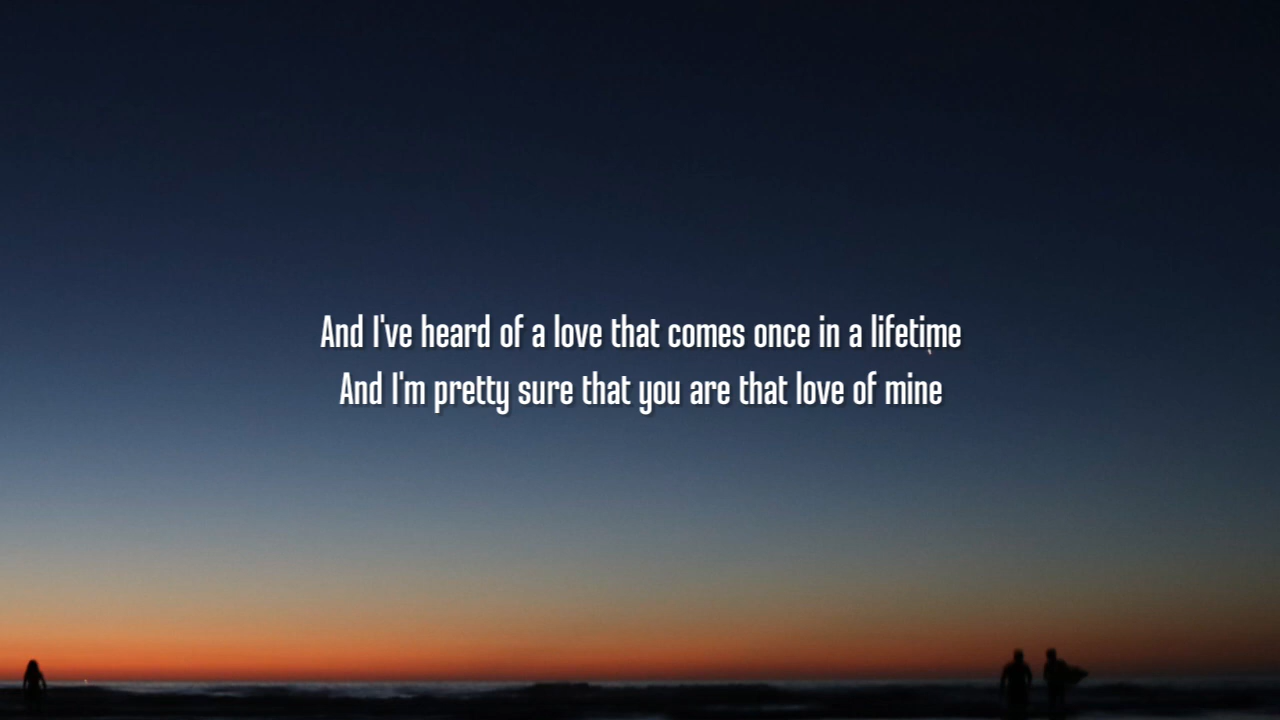 And I've heard of a love that comes once in a lifetime
And I'm pretty sure that you are that love of mine